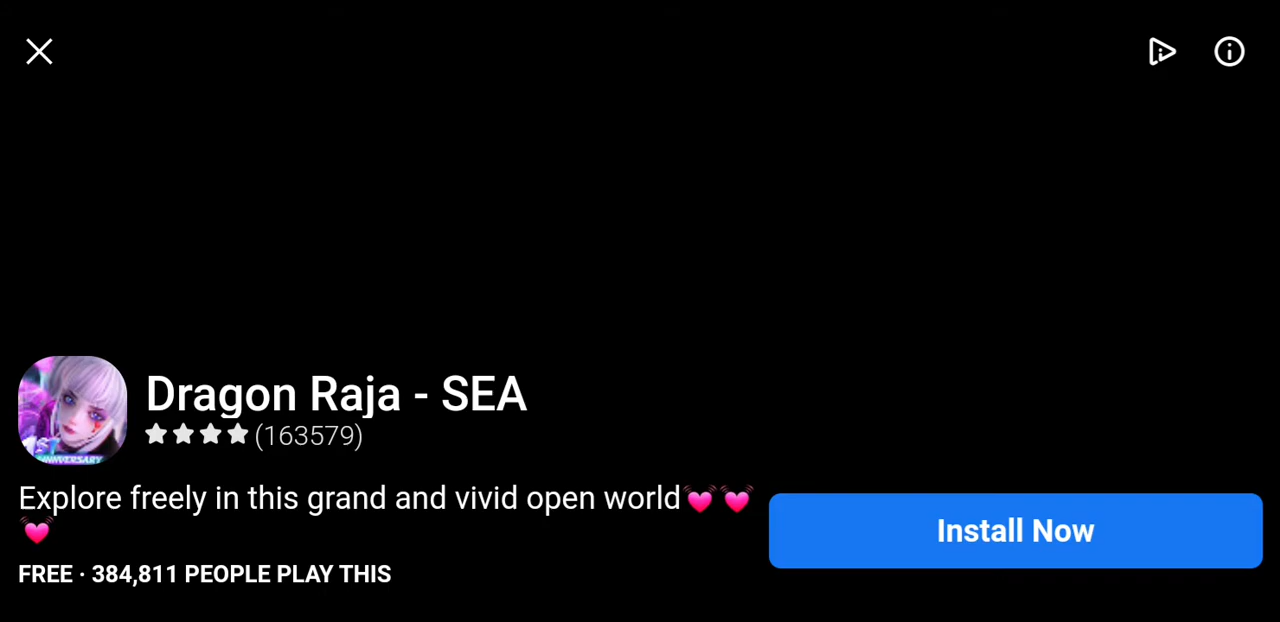 Dragon Raja - SEA
(163579)
Explore freely in this grand and vivid open world💓💓
💓
Install Now
FREE · 384,811 PEOPLE PLAY THIS